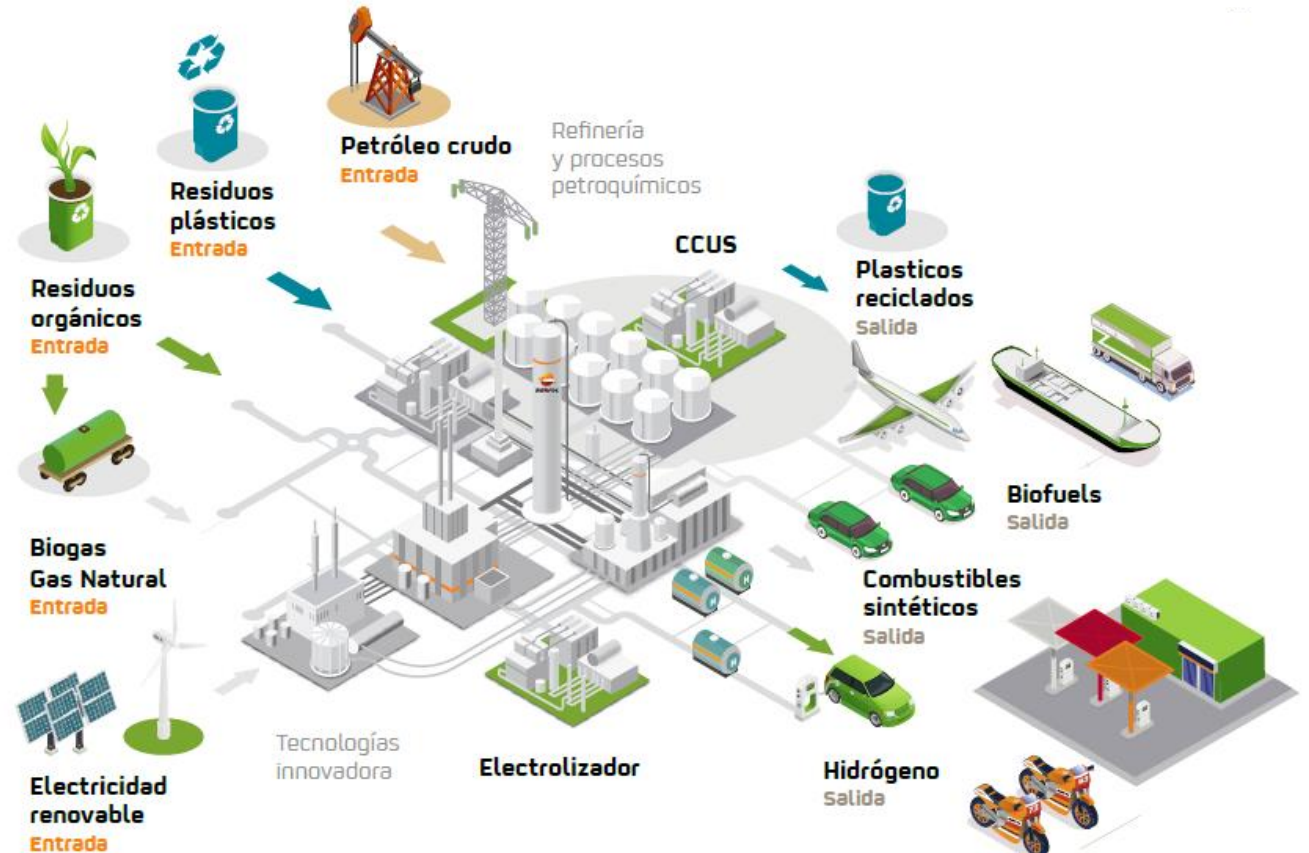 Petróleo crudo
Entrada
Refinería
y procesos
petroquímicos
Residuos
plásticos
Entrada
CCUS
Plasticos
reciclados
Salida
Residuos
orgánicos
Entrada
Biofuels
Salida
Biogas
Gas Natural
Entrada
Combustibles
sintéticos
Salida
H
H
H
Tecnologías
innovadora
Electrolizador
Hidrógeno
Salida
Electricidad
renovable
Entrada